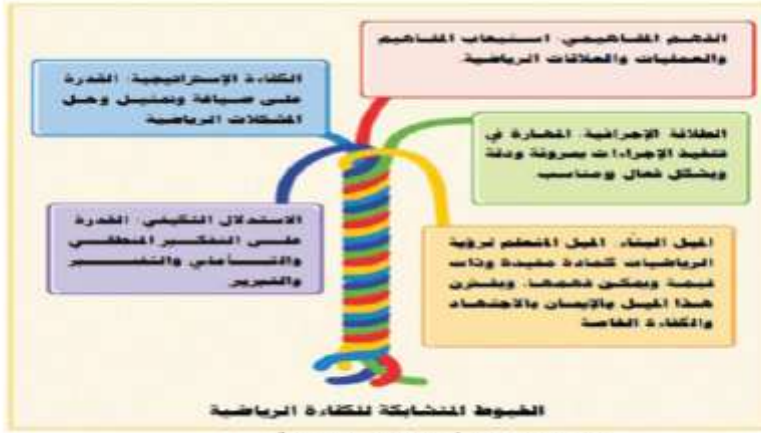 الفهم المفاهيمي: استيعاب المفاهيم
والعمليات والعلاقات الرياضية.
الكفاءة الإستراتيجية: القدرة
على صياغة وتمثيل وحل
المشكلات الرياضية
الطلاقة الإجرائية: المهارة في
تنفيذ الإجراءات بمرونة ودقة
وبشكل فعال ومناسب.
الاستدلال التكيفي: القدرة
على التفكير المنطقي
والتأملي والتفسير
والتبرير
الميل البنّاء: الميل المتعلم لرؤية
الرياضيات كمادة مفيدة وذات
قيمة ويمكن فهمها، ويقترن
هذا الميل بالإيمان بالاجتهاد
والكفاءة الخاصة
الخيوط المتشابكة للكفاءة الرياضية